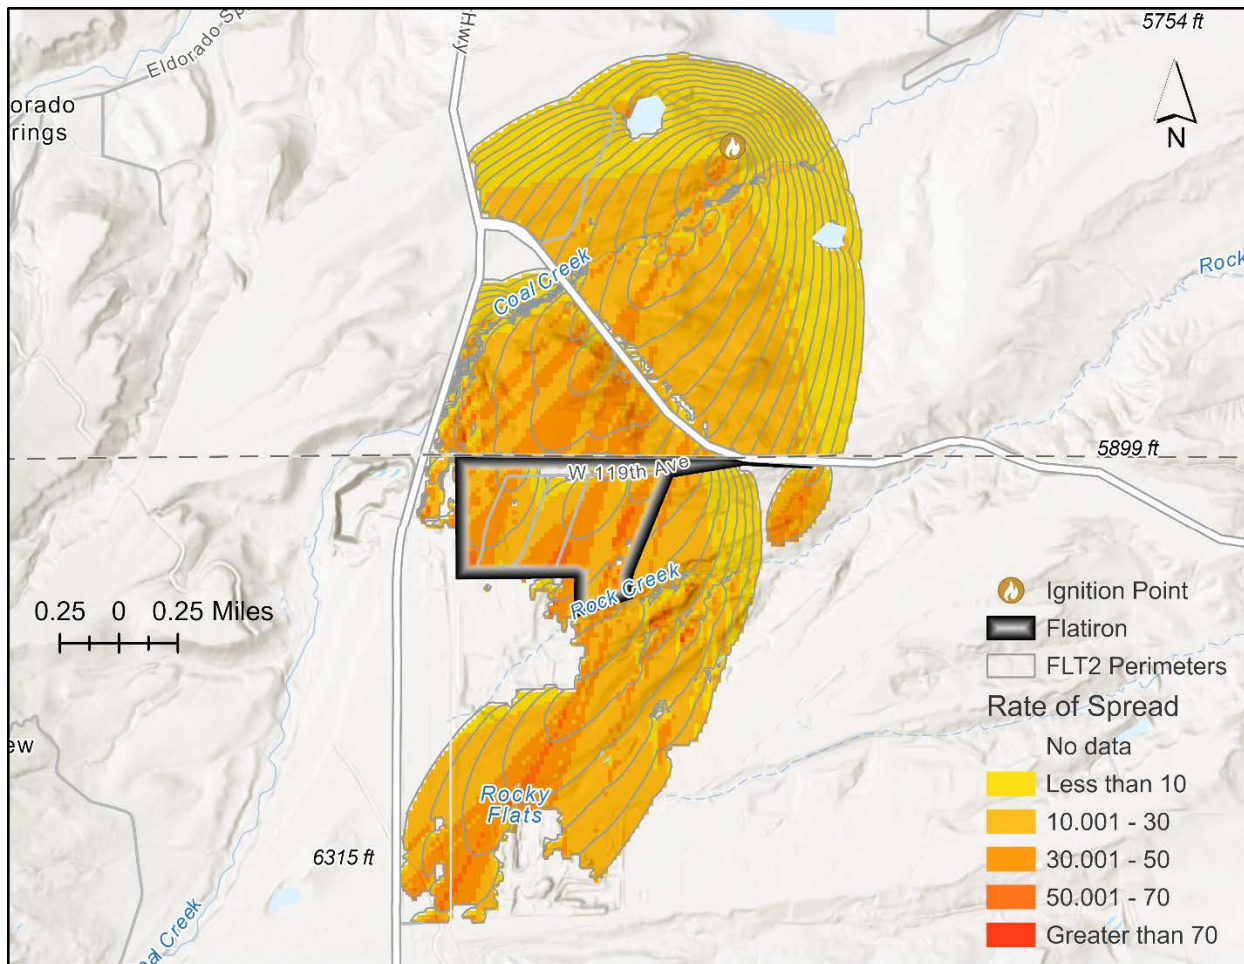 5754 ft
Hwy
Eldorado Sp
orado
rings
N
Coal Creek
Rock
W 119th Ave
5899 ft
Rock Creek
0.25 0 0.25 Miles
Ignition Point
Flatiron
FLT2 Perimeters
Rate of Spread
No data
ew
Less than 10
Rocky
Flats
10.001 - 30
6315 ft
30.001 - 50
50.001 - 70
Greater than 70
al Creek